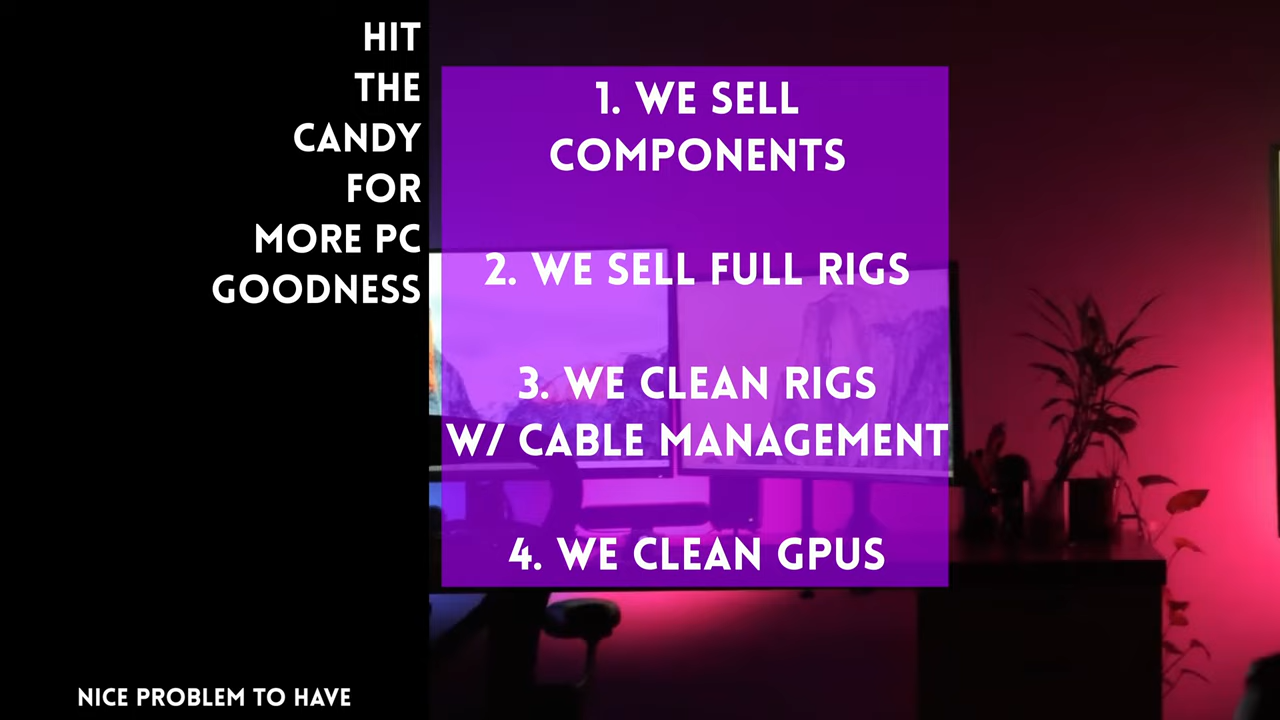 HIT
THE
CANDY
FOR
MORE PC
GOODNESS
1. WE SELL
COMPONENTS
2. WE SELL FULL RIGS
3. WE CLEAN RIGS
W/ CABLE MANAGEMENT
4. WE CLEAN GPUS
NICE PROBLEM TO HAVE